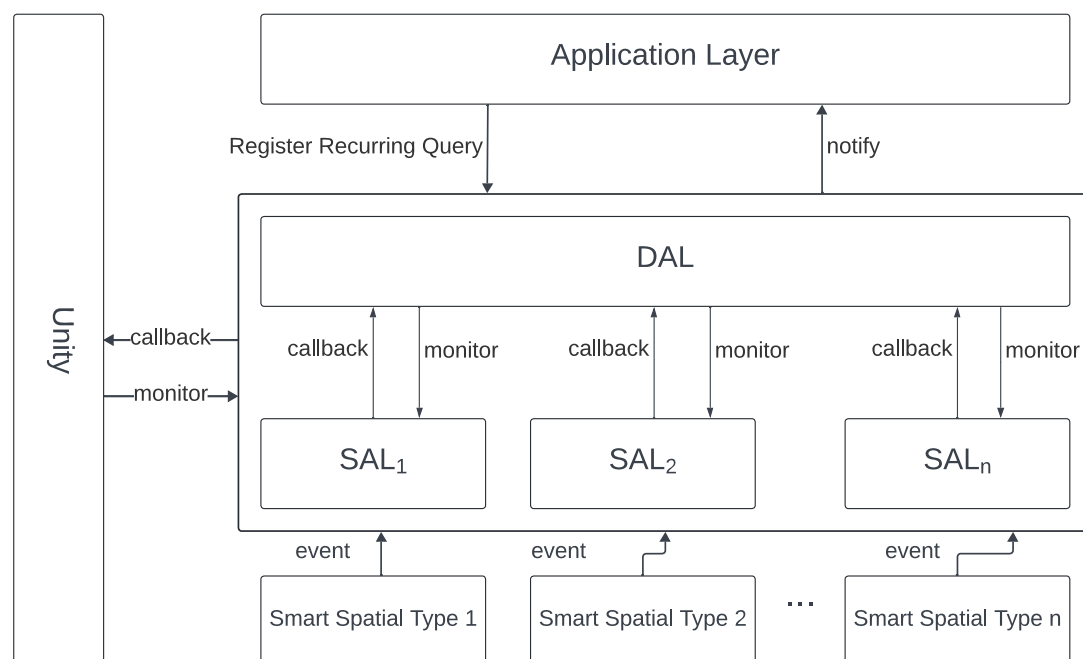 Application Layer
Register Recurring Query
notify
DAL
Unity
callback
monitor
callback
monitor
callback
monitor
callback
monitor
SAL₁
SAL₂
SALₙ
event
event
event
Smart Spatial Type 1
Smart Spatial Type 2
...
Smart Spatial Type n